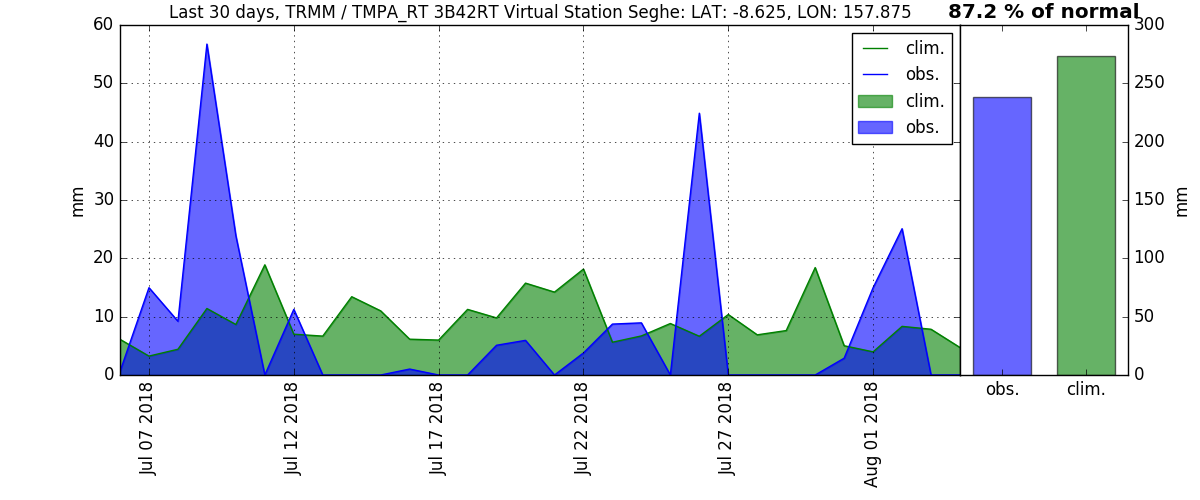 Last 30 days, TRMM / TMPA_RT 3B42RT Virtual Station Seghe: LAT: -8.625, LON: 157.875
87.2 % of normal
60
50
40
30
20
10
0
mm
clim.
obs.
clim.
obs.
300
250
200
150
100
50
0
mm
Jul 07 2018
Jul 12 2018
Jul 17 2018
Jul 22 2018
Jul 27 2018
Aug 01 2018
obs.
clim.